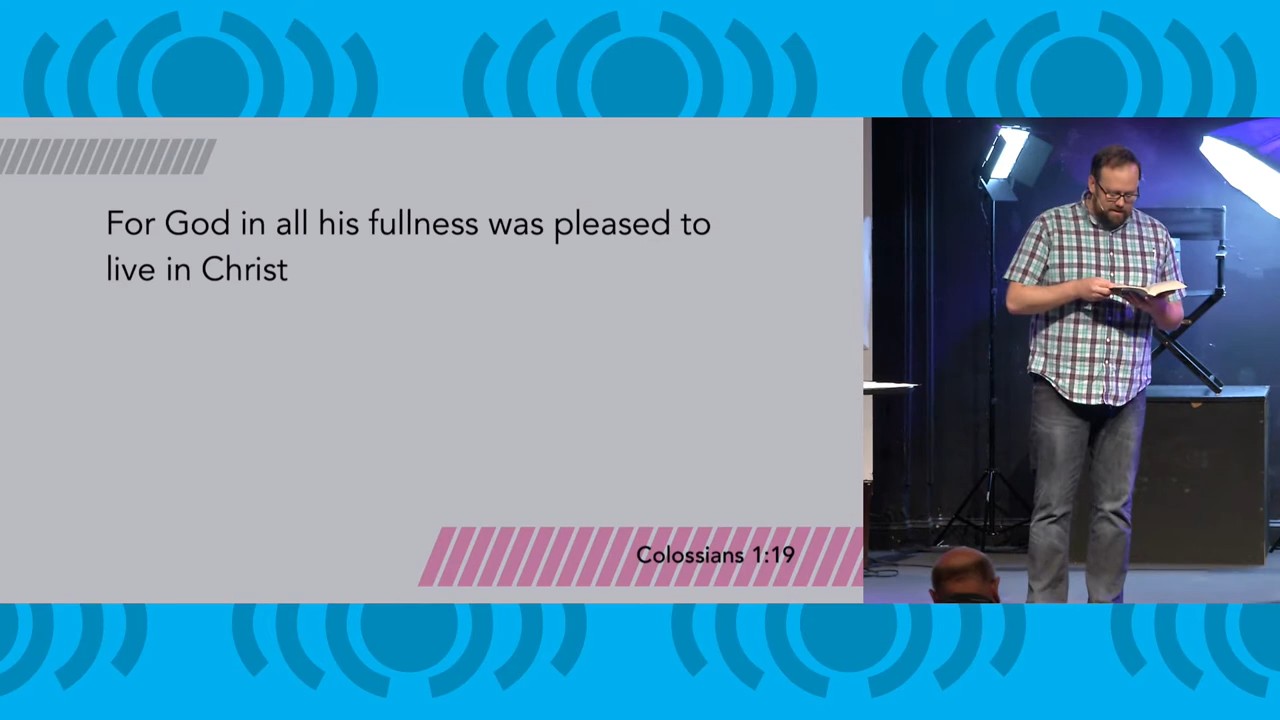 For God in all his fullness was pleased to
live in Christ
Colossians 1:19